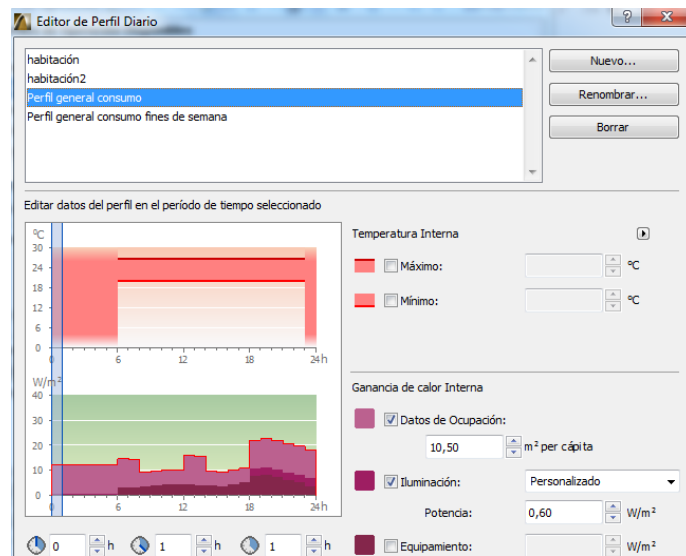 Editor de Perfil Diario
habitación
habitación2
Perfil general consumo
Perfil general consumo fines de semana
Nuevo...
Renombrar...
Borrar
Editar datos del perfil en el período de tiempo seleccionado
ºC
30
24
18
12
6
0
0 6 12 18 24 h
W/m²
40
30
20
10
0
0 6 12 18 24 h
0 h 1 h 1 h
Temperatura Interna
Máximo: ºC
Mínimo: ºC
Ganancia de calor Interna
Datos de Ocupación:
10,50 m² per cápita
Iluminación: Personalizado
Potencia: 0,60 W/m²
Equipamiento: W/m²